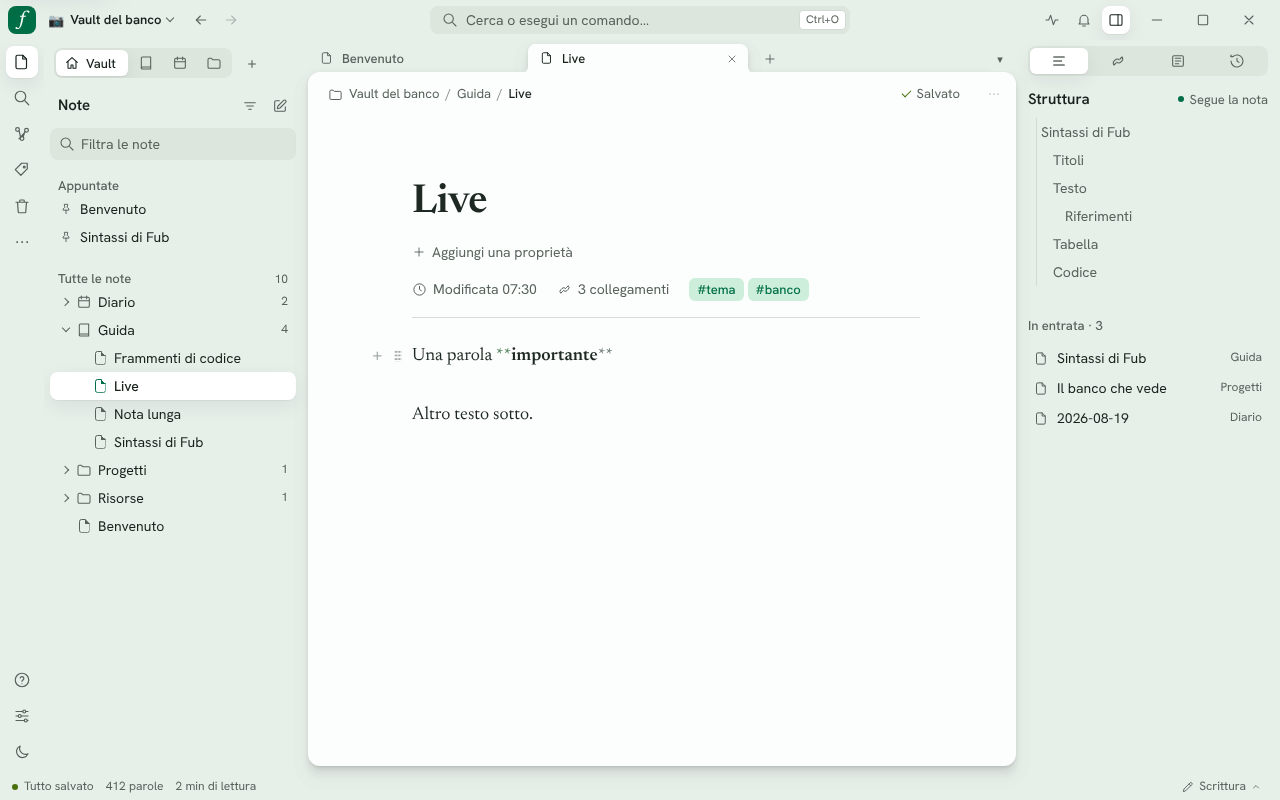 Vault del banco
Cerca o esegui un comando…
Ctrl+O
Vault
Note
Filtra le note
Appuntate
Benvenuto
Sintassi di Fub
Tutte le note 10
Diario 2
Guida 4
Frammenti di codice
Live
Nota lunga
Sintassi di Fub
Progetti 1
Risorse 1
Benvenuto
Benvenuto
Live
Vault del banco / Guida / Live
Salvato
Live
Aggiungi una proprietà
Modificata 07:30
3 collegamenti
#tema
#banco
Una parola **importante**
Altro testo sotto.
Struttura
Segue la nota
Sintassi di Fub
Titoli
Testo
Riferimenti
Tabella
Codice
In entrata · 3
Sintassi di Fub Guida
Il banco che vede Progetti
2026-08-19 Diario
Tutto salvato
412 parole
2 min di lettura
Scrittura